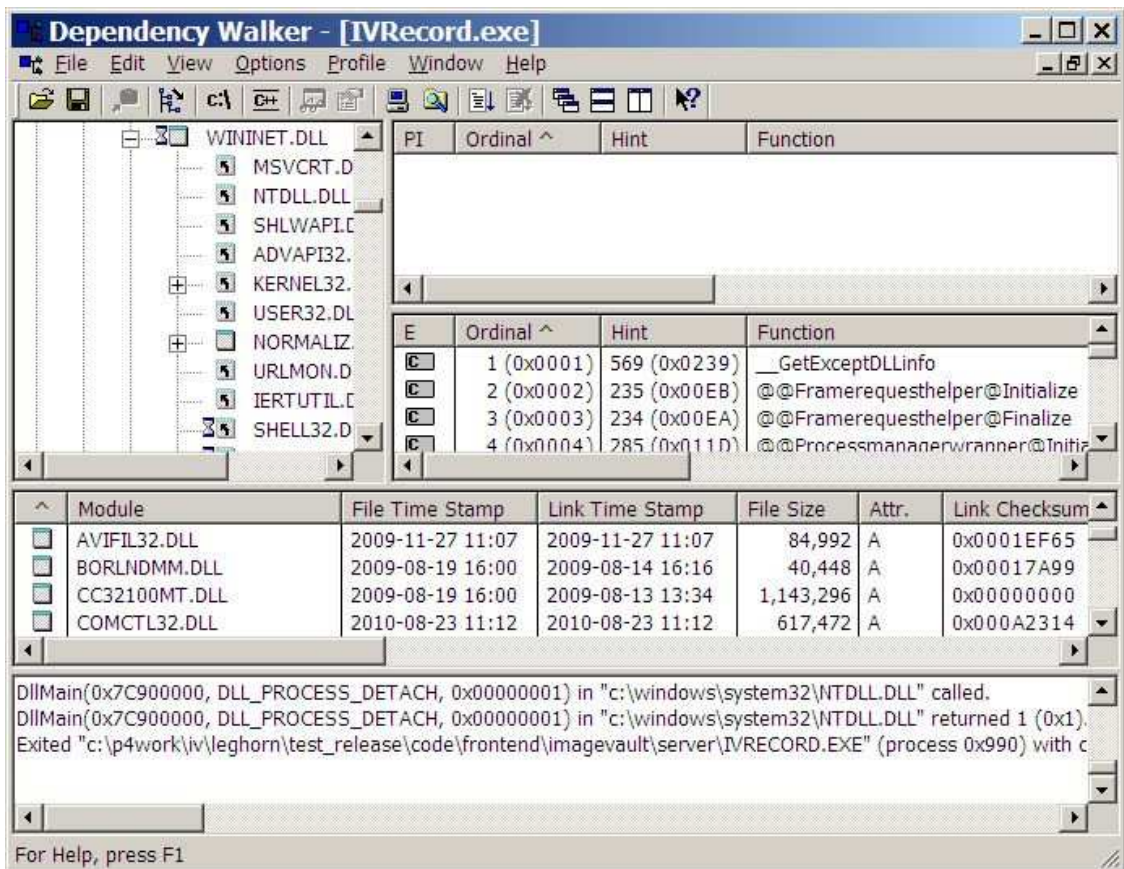 Dependency Walker - [IVRecord.exe]
File Edit View Options Profile Window Help
C:\ C++
WININET.DLL
MSVCRT.D
NTDLL.DLL
SHLWAPI.D
ADVAPI32.
KERNEL32.
USER32.DL
NORMALIZ.
URLMON.D
IERTUTIL.D
SHELL32.D
PI Ordinal ^ Hint Function
E Ordinal ^ Hint Function
C 1 (0x0001) 569 (0x0239) __GetExceptDLLinfo
C 2 (0x0002) 235 (0x00EB) @@Framerequesthelper@Initialize
C 3 (0x0003) 234 (0x00EA) @@Framerequesthelper@Finalize
C 4 (0x0004) 285 (0x011D) @@Processmanagerwrapper@Initia
^ Module File Time Stamp Link Time Stamp File Size Attr. Link Checksum
AVIFIL32.DLL 2009-11-27 11:07 2009-11-27 11:07 84,992 A 0x0001EF65
BORLNDMM.DLL 2009-08-19 16:00 2009-08-14 16:16 40,448 A 0x00017A99
CC32100MT.DLL 2009-08-19 16:00 2009-08-13 13:34 1,143,296 A 0x00000000
COMCTL32.DLL 2010-08-23 11:12 2010-08-23 11:12 617,472 A 0x000A2314
DllMain(0x7C900000, DLL_PROCESS_DETACH, 0x00000001) in "c:\windows\system32\NTDLL.DLL" called.
DllMain(0x7C900000, DLL_PROCESS_DETACH, 0x00000001) in "c:\windows\system32\NTDLL.DLL" returned 1 (0x1).
Exited "c:\p4work\iv\leghorn\test_release\code\frontend\imagevault\server\IVRECORD.EXE" (process 0x990) with c
For Help, press F1